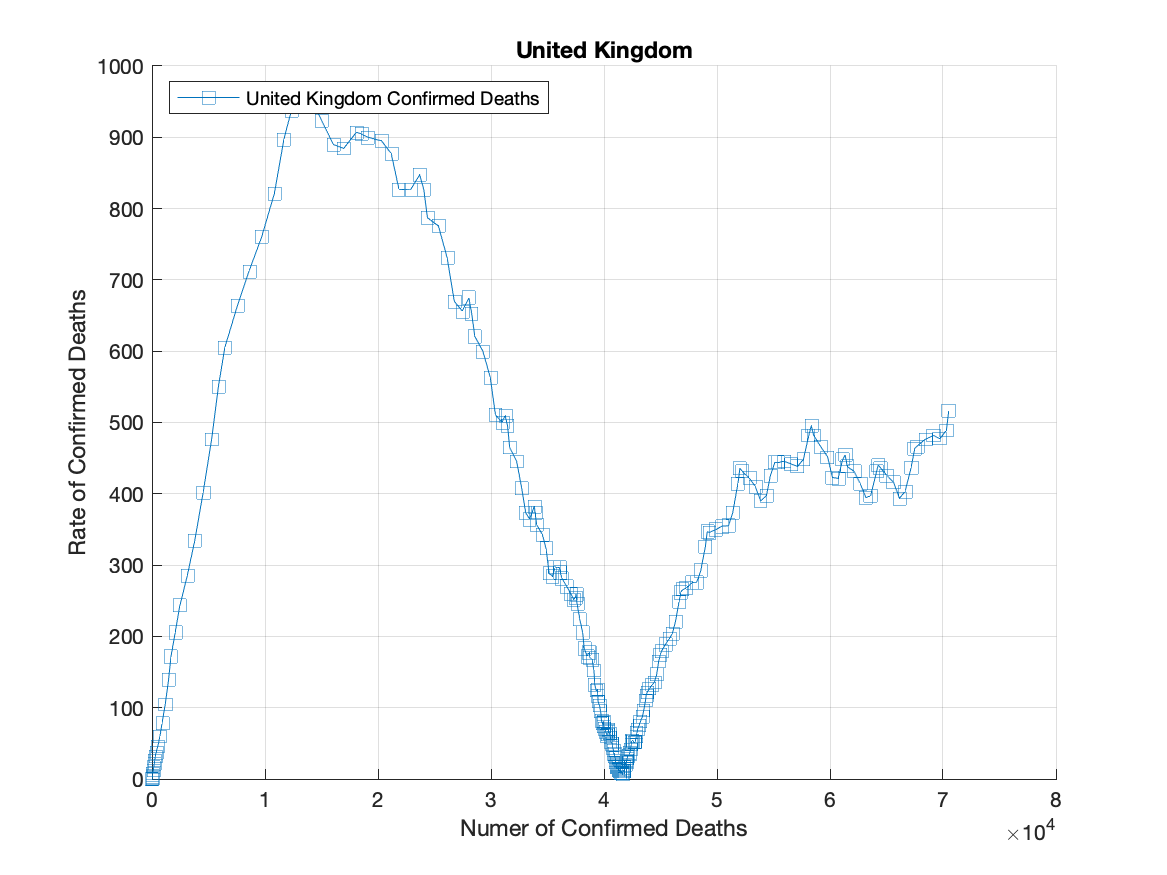 United Kingdom
United Kingdom Confirmed Deaths
1000
900
800
700
600
500
400
300
200
100
0
Rate of Confirmed Deaths
0 1 2 3 4 5 6 7 8
×10^4
Numer of Confirmed Deaths